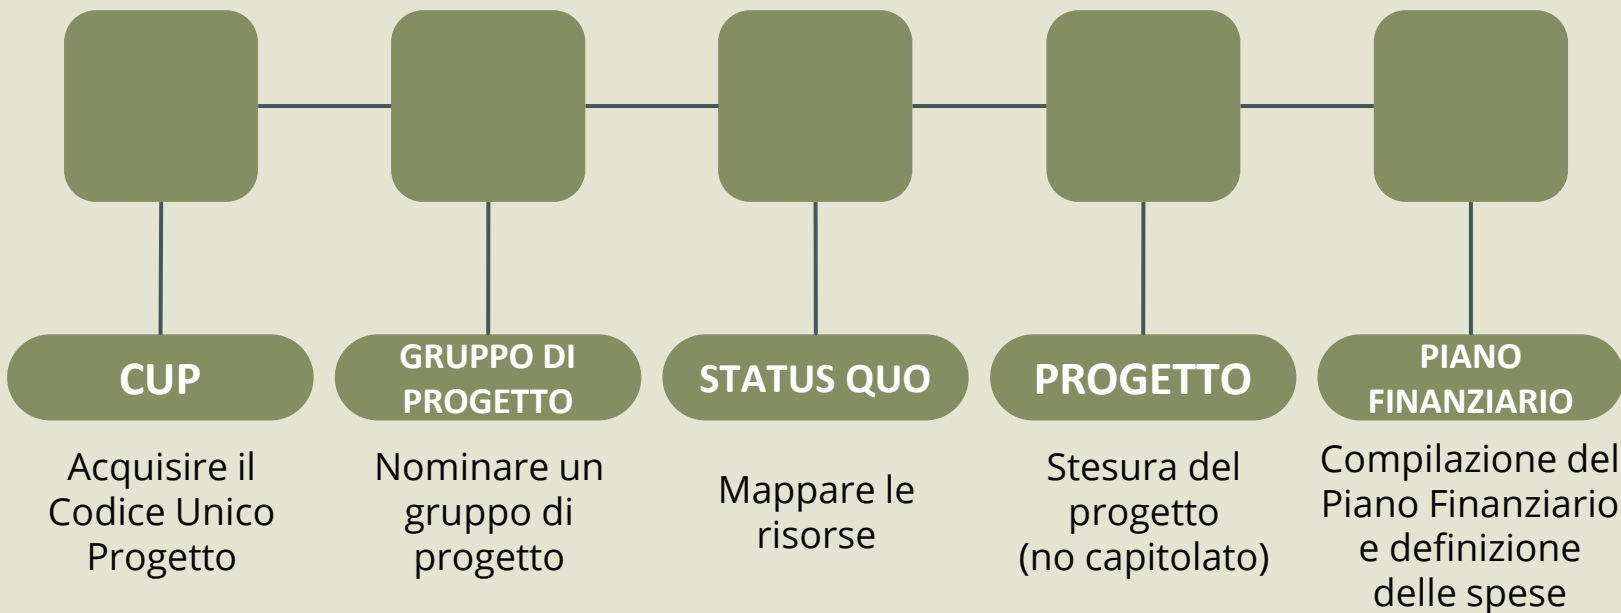 CUP
Acquisire il
Codice Unico
Progetto
GRUPPO DI
PROGETTO
Nominare un
gruppo di
progetto
STATUS QUO
Mappare le
risorse
PROGETTO
Stesura del
progetto
(no capitolato)
PIANO
FINANZIARIO
Compilazione del
Piano Finanziario
e definizione
delle spese